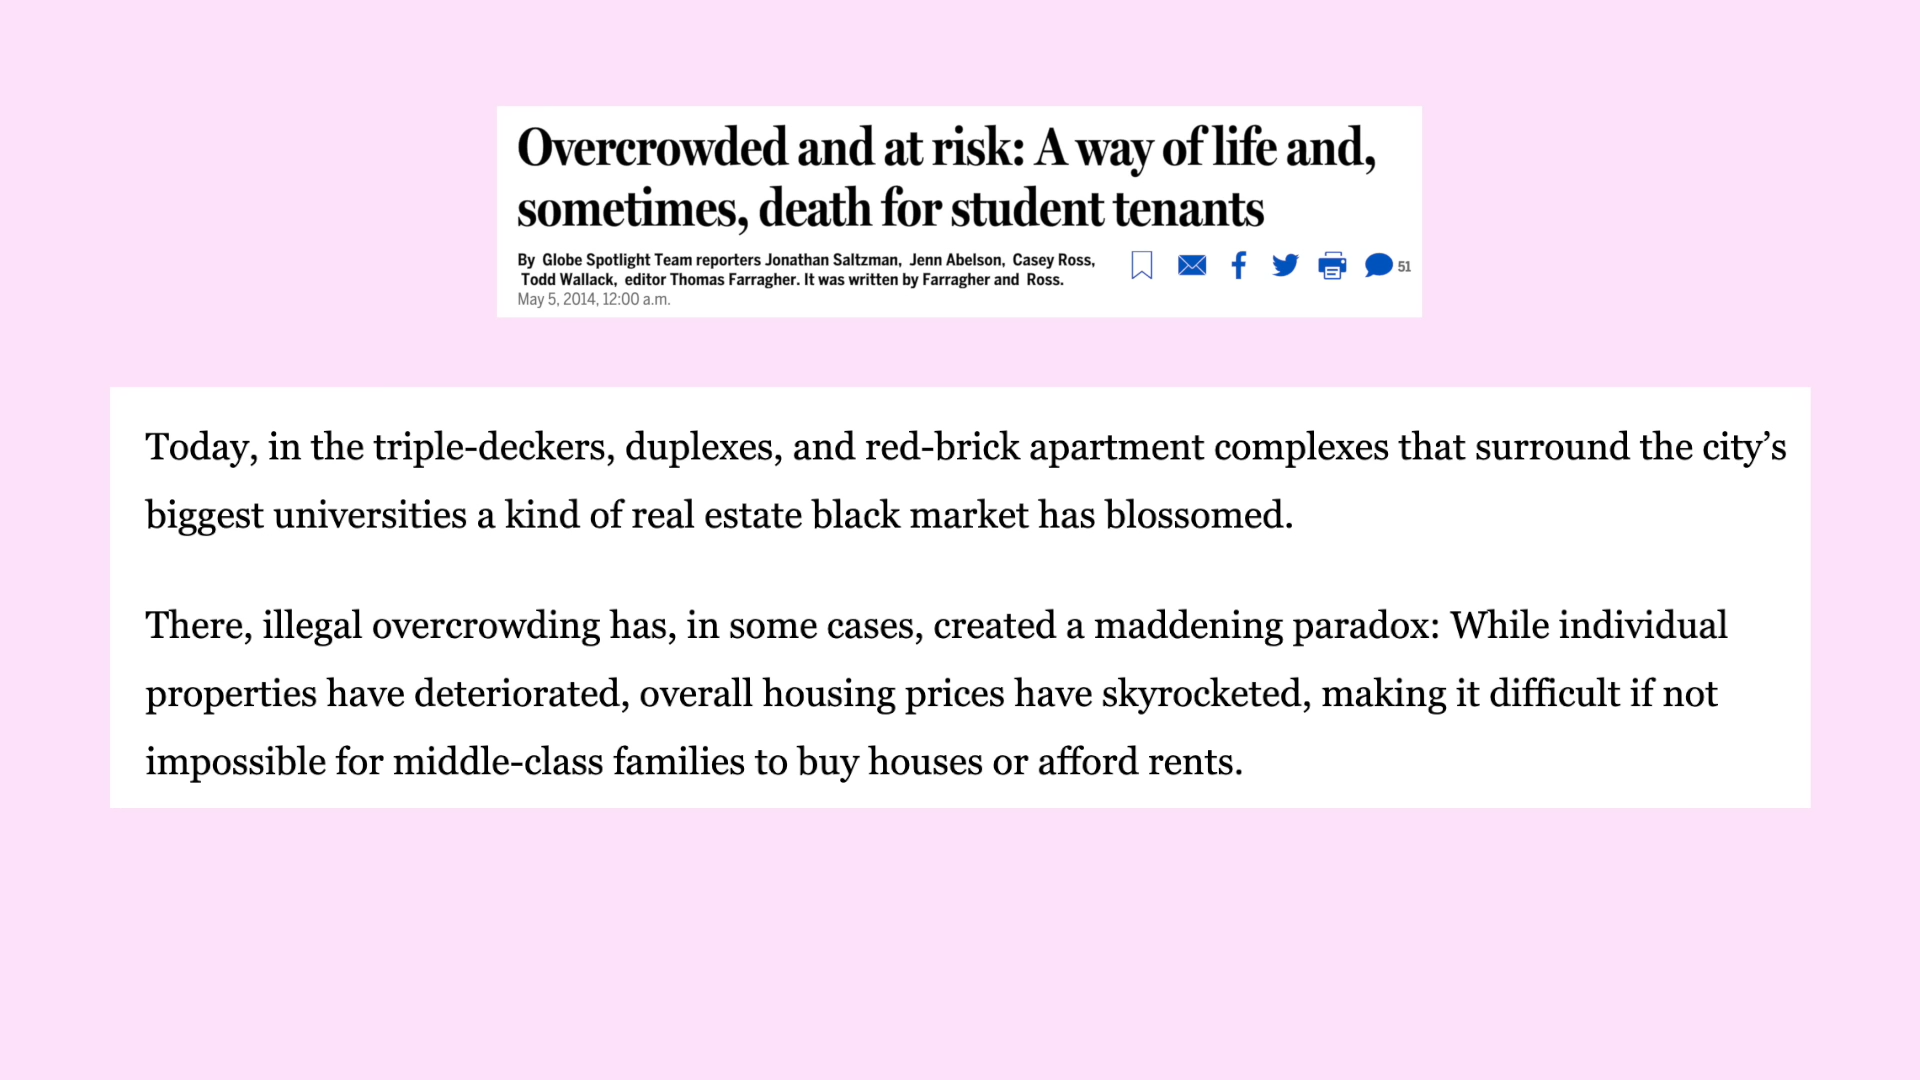 Overcrowded and at risk: A way of life and,
sometimes, death for student tenants
By Globe Spotlight Team reporters Jonathan Saltzman, Jenn Abelson, Casey Ross,
Todd Wallack, editor Thomas Farragher. It was written by Farragher and Ross.
May 5, 2014, 12:00 a.m.
51
Today, in the triple-deckers, duplexes, and red-brick apartment complexes that surround the city’s
biggest universities a kind of real estate black market has blossomed.
There, illegal overcrowding has, in some cases, created a maddening paradox: While individual
properties have deteriorated, overall housing prices have skyrocketed, making it difficult if not
impossible for middle-class families to buy houses or afford rents.